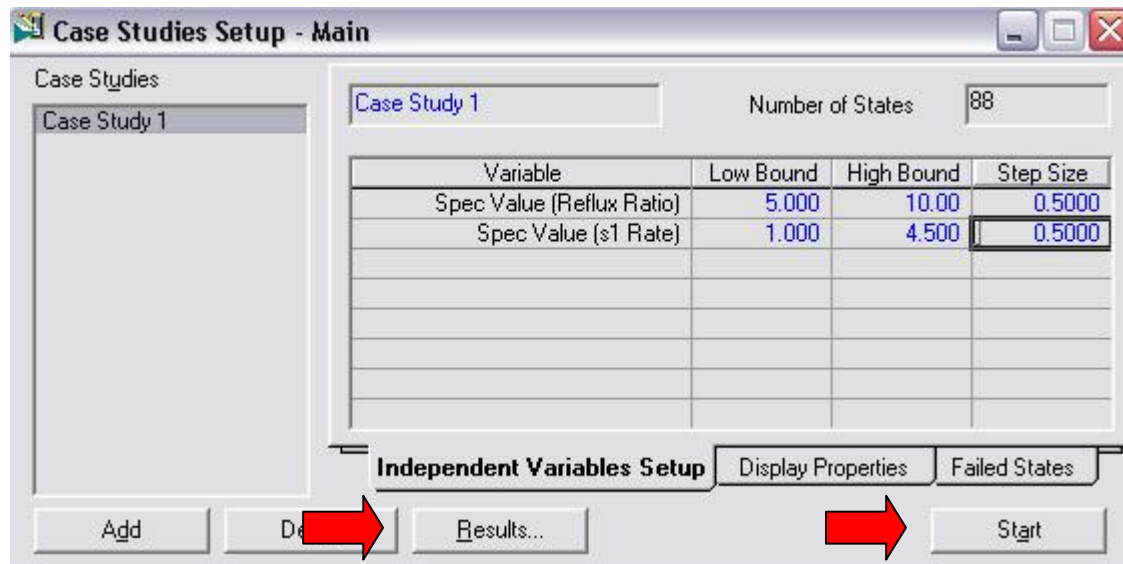 Case Studies Setup - Main
Case Studies
Case Study 1
Case Study 1 Number of States 88
Variable Low Bound High Bound Step Size
Spec Value (Reflux Ratio) 5.000 10.00 0.5000
Spec Value (s1 Rate) 1.000 4.500 0.5000
Independent Variables Setup Display Properties Failed States
Add Results... Start